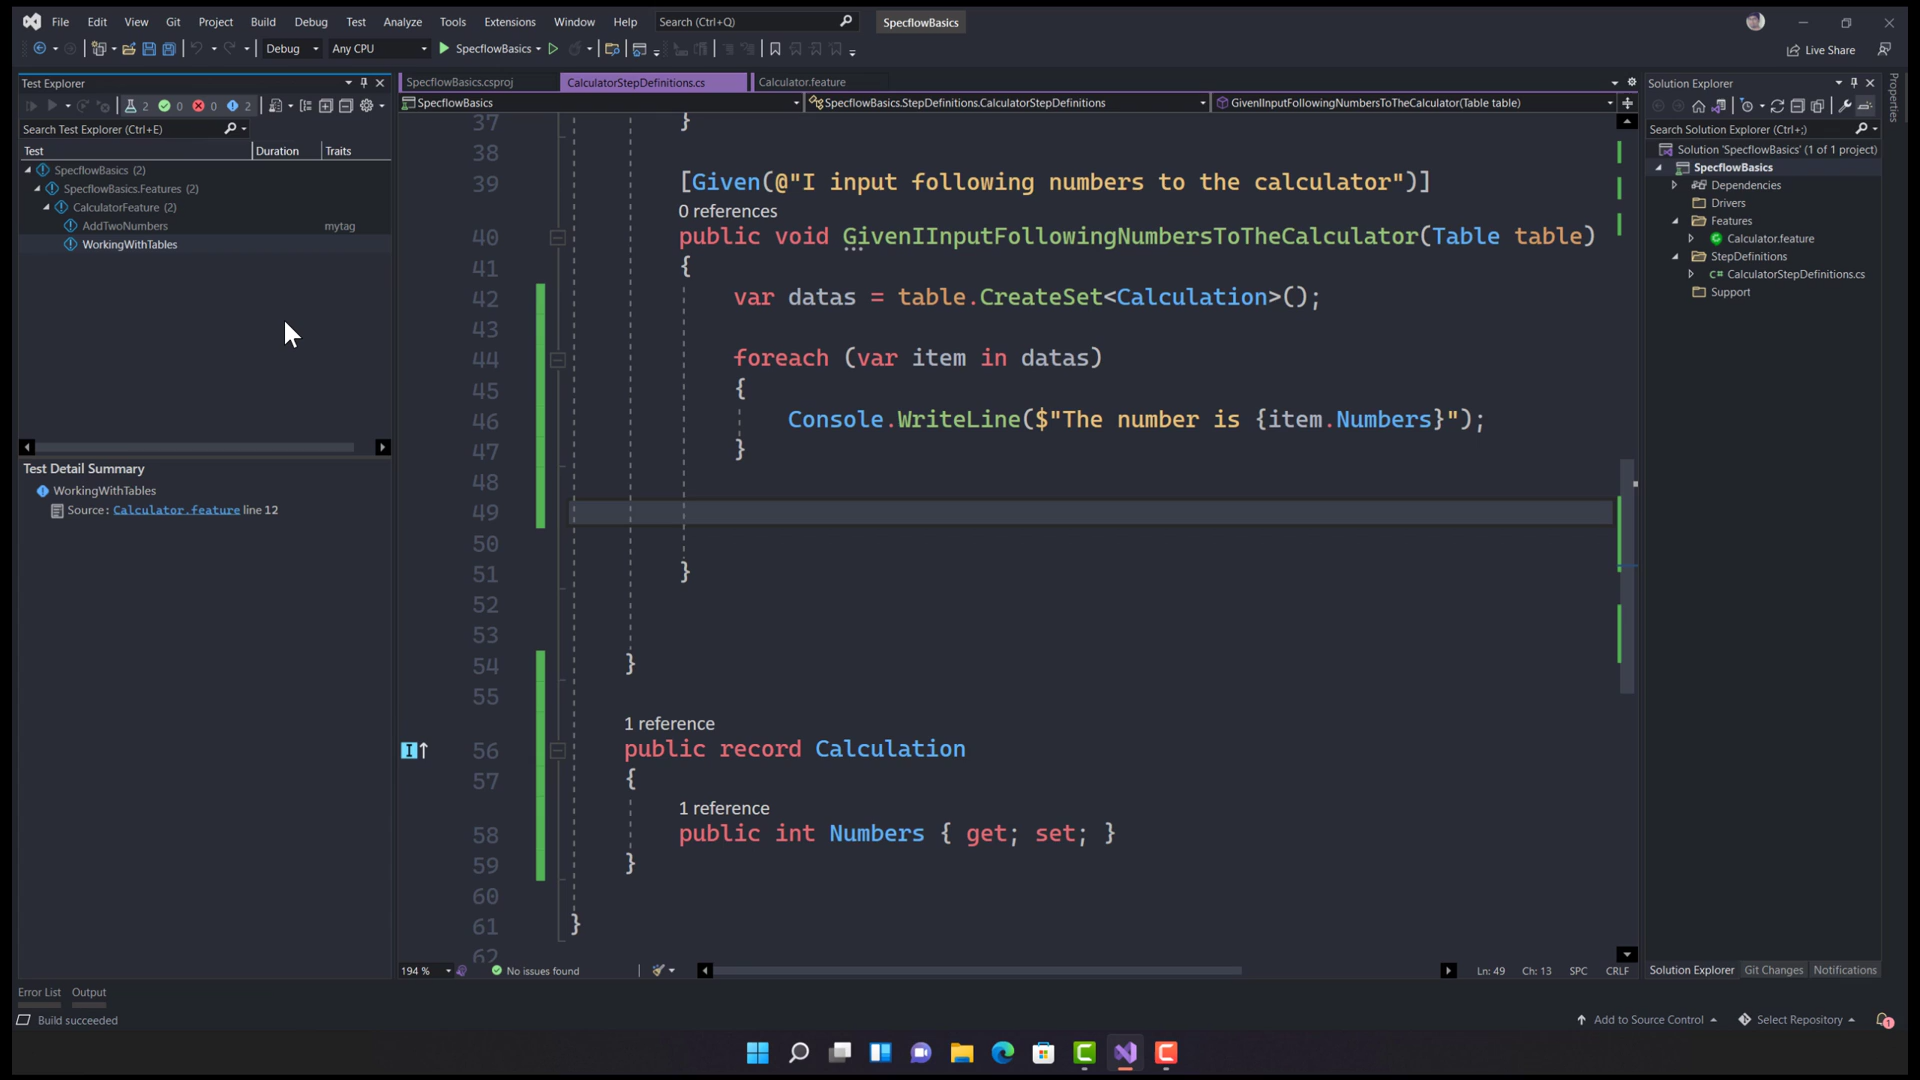 File Edit View Git Project Build Debug Test Analyze Tools Extensions Window Help Search (Ctrl+Q) SpecflowBasics
Debug Any CPU SpecflowBasics Live Share
Test Explorer
2 0 0 2
Search Test Explorer (Ctrl+E)
Test Duration Traits
SpecflowBasics (2)
SpecflowBasics.Features (2)
CalculatorFeature (2)
AddTwoNumbers mytag
WorkingWithTables
Test Detail Summary
WorkingWithTables
Source: Calculator.feature line 12
SpecflowBasics.csproj CalculatorStepDefinitions.cs Calculator.feature
SpecflowBasics SpecflowBasics.StepDefinitions.CalculatorStepDefinitions GivenIInputFollowingNumbersToTheCalculator(Table table)
37 }
38
39 [Given(@"I input following numbers to the calculator")]
0 references
40 public void GivenIInputFollowingNumbersToTheCalculator(Table table)
41 {
42 var datas = table.CreateSet<Calculation>();
43
44 foreach (var item in datas)
45 {
46 Console.WriteLine($"The number is {item.Numbers}");
47 }
48
49
50
51 }
52
53
54 }
55
1 reference
56 public record Calculation
57 {
1 reference
58 public int Numbers { get; set; }
59 }
60
61 }
62
194 % No issues found Ln: 49 Ch: 13 SPC CRLF
Solution Explorer
Search Solution Explorer (Ctrl+;)
Solution 'SpecflowBasics' (1 of 1 project)
SpecflowBasics
Dependencies
Drivers
Features
Calculator.feature
StepDefinitions
C# CalculatorStepDefinitions.cs
Support
Solution Explorer Git Changes Notifications
Properties
Error List Output
Build succeeded Add to Source Control Select Repository 1